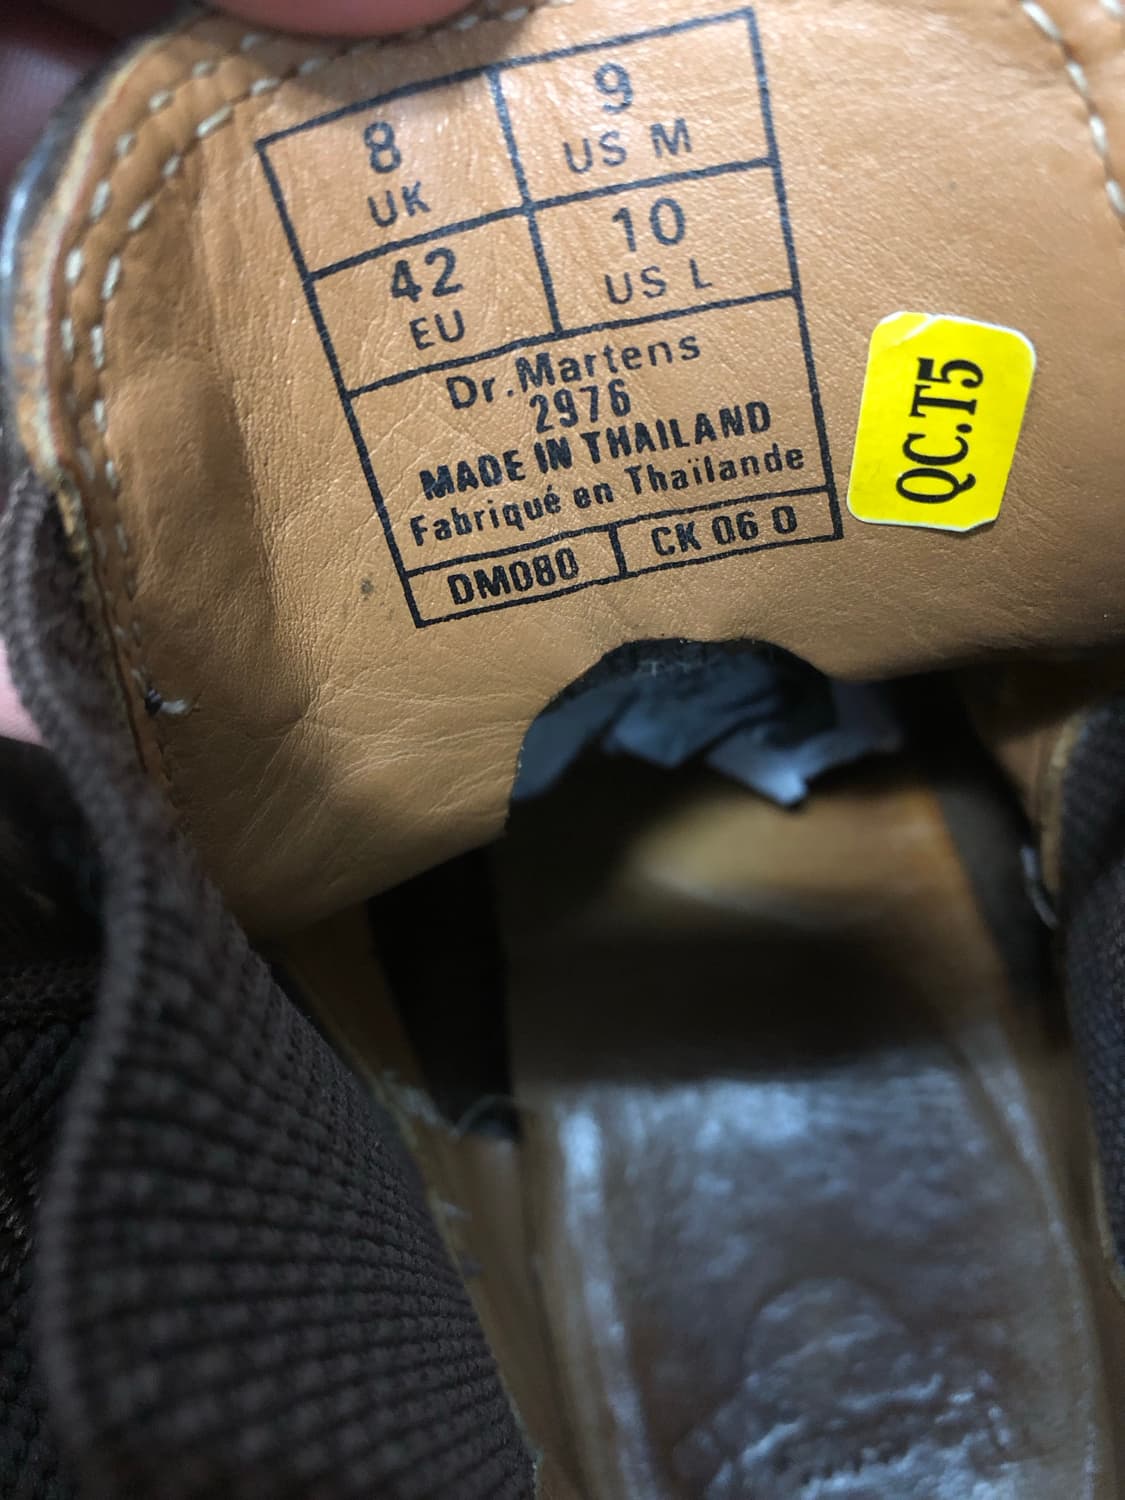 8
UK
9
US M
42
EU
10
US L
Dr.Martens
2976
MADE IN THAILAND
Fabriqué en Thaïlande
DM080
CK 06 0
QC.T5